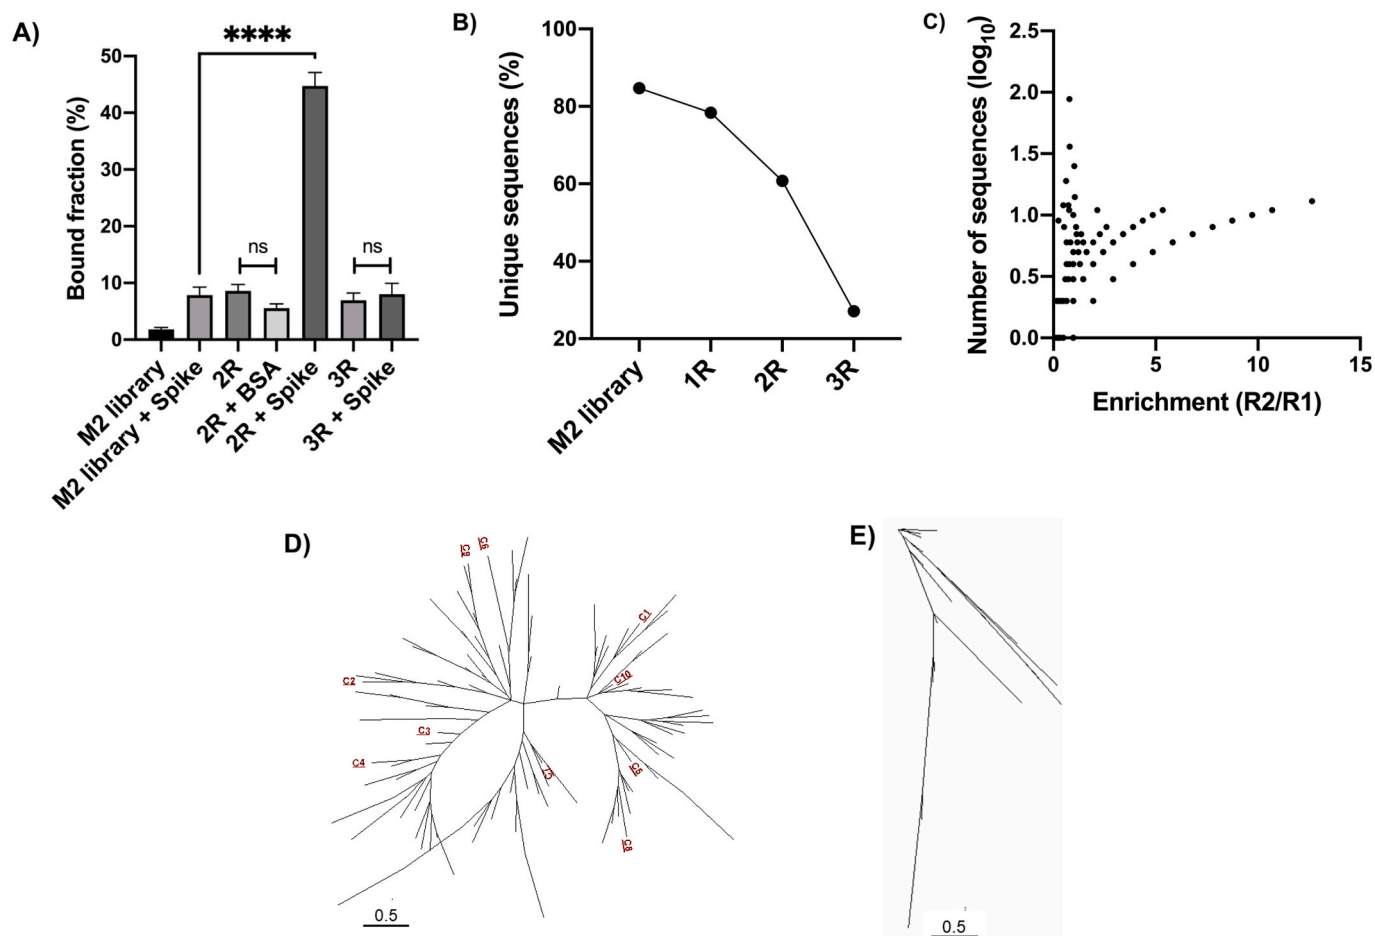 A)
****
50
40
30
20
10
0
Bound fraction (%)
ns
ns
M2 library
M2 library + Spike
2R
2R + BSA
2R + Spike
3R
3R + Spike
B)
100
80
60
40
20
Unique sequences (%)
M2 library
1R
2R
3R
C)
2.5
2.0
1.5
1.0
0.5
0.0
Number of sequences (log10)
0
5
10
15
Enrichment (R2/R1)
D)
C1
C10
C2
C3
C4
C7
C5
C8
0.5
E)
0.5